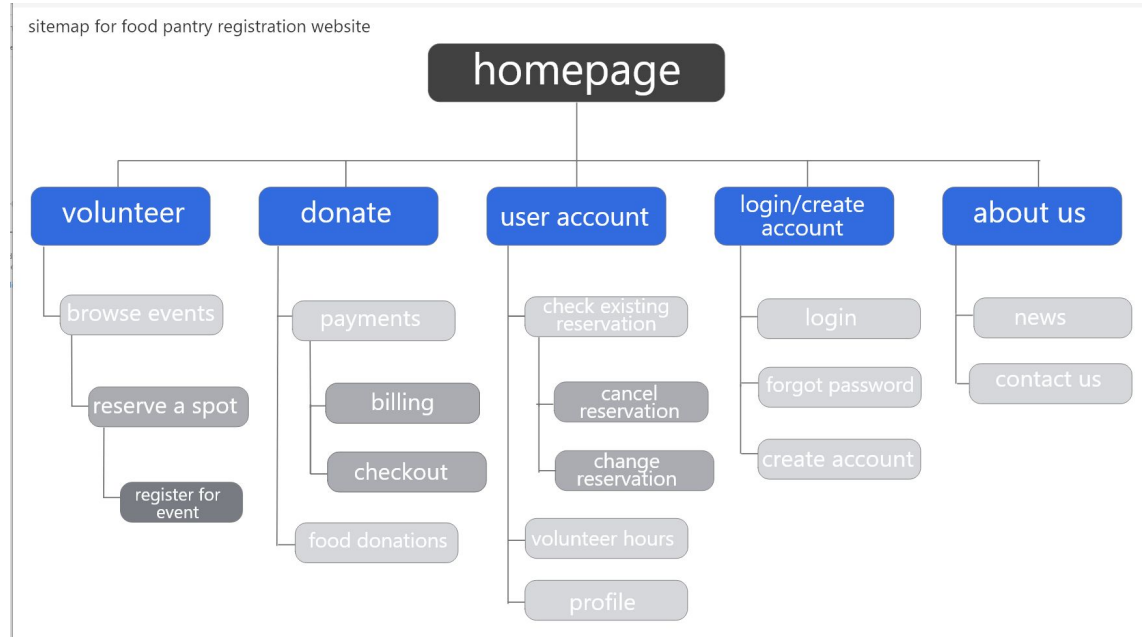 sitemap for food pantry registration website
homepage
volunteer
donate
user account
login/create
account
about us
browse events
reserve a spot
register for
event
payments
billing
checkout
food donations
check existing
reservation
cancel
reservation
change
reservation
volunteer hours
profile
login
forgot password
create account
news
contact us